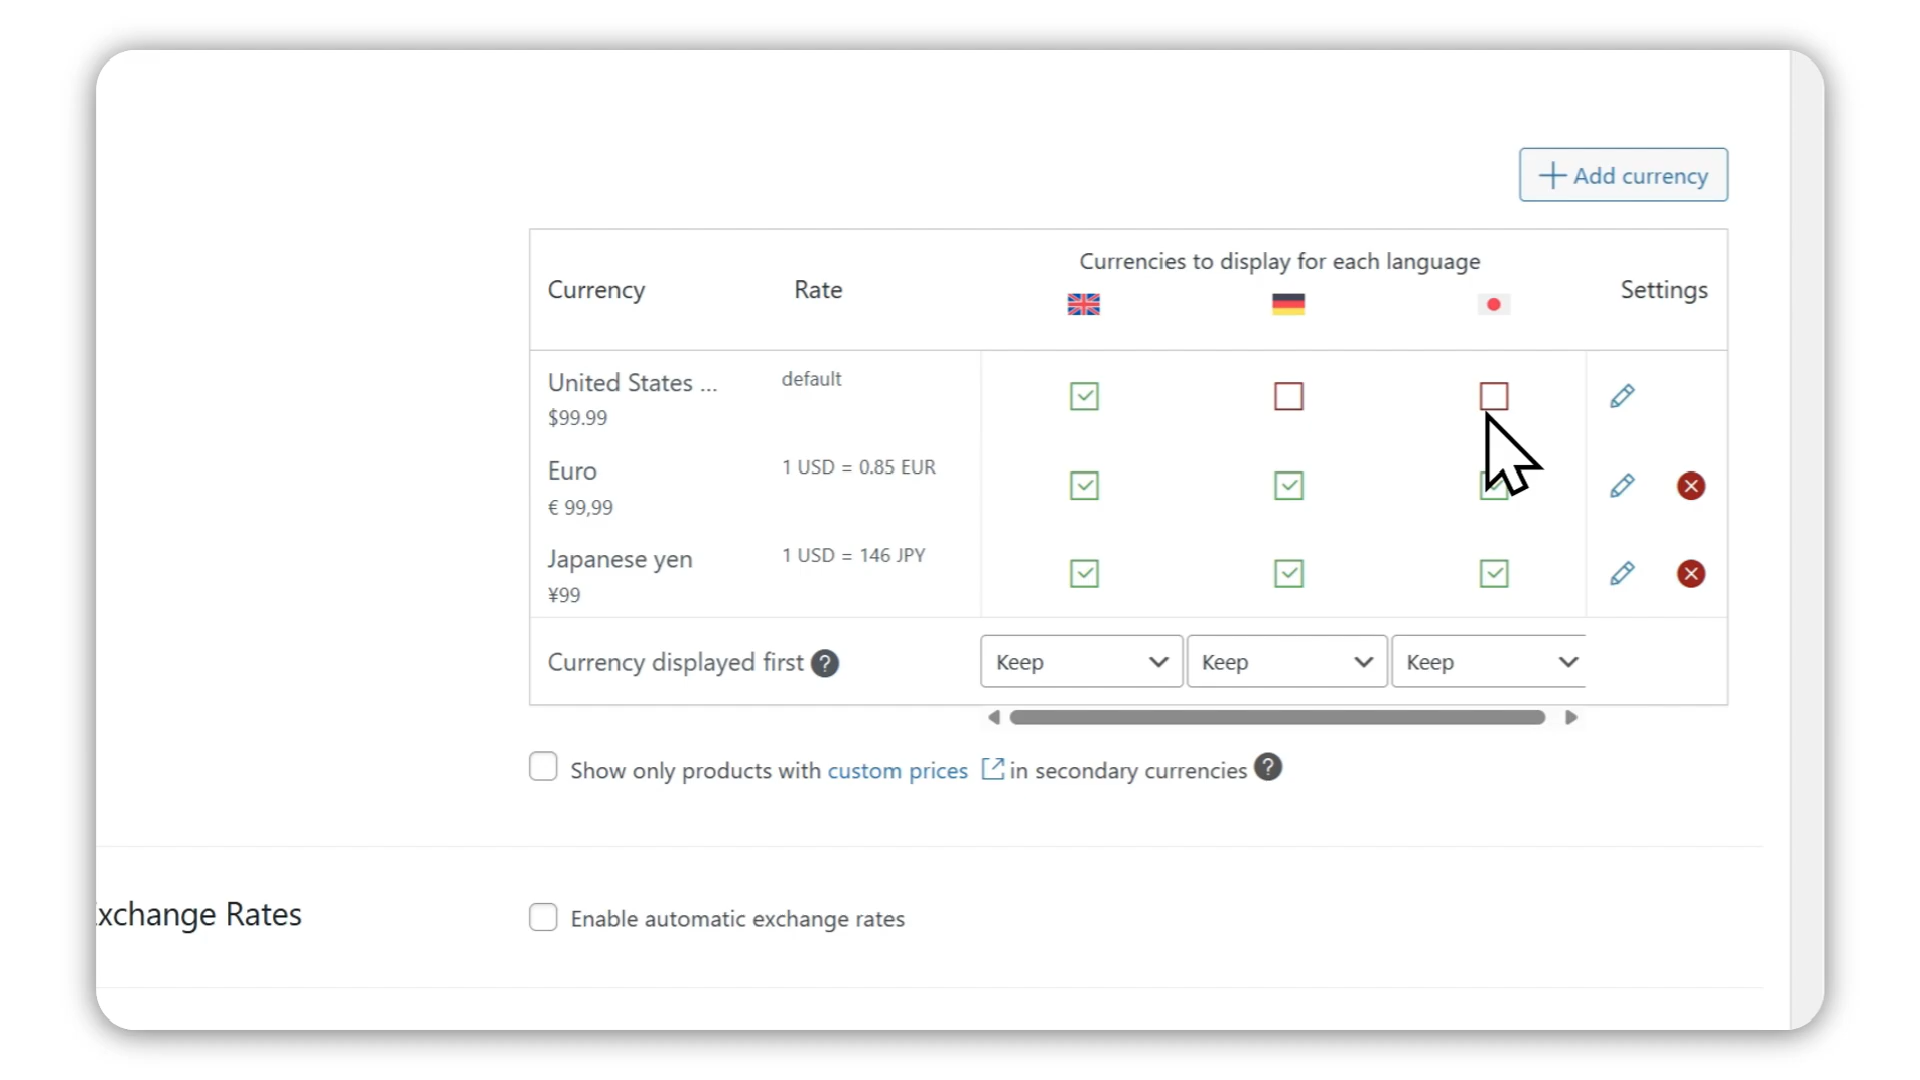 Add currency
Currency Rate Currencies to display for each language Settings
United States ... default
$99.99
Euro 1 USD = 0.85 EUR
€ 99,99
Japanese yen 1 USD = 146 JPY
¥99
Currency displayed first ? Keep Keep Keep
Show only products with custom prices in secondary currencies ?
xchange Rates Enable automatic exchange rates